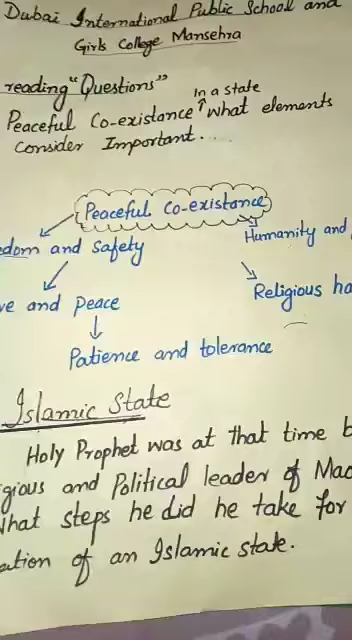 Dubai International Public School and
Girls College Mansehra
reading "Questions"
In a state
Peaceful Co-existance ↑ what elements
Consider Important....
Peaceful Co-existance
dom and safety
Humanity and
ve and peace
Religious ha
Patience and tolerance
Islamic State
Holy Prophet was at that time b
gious and Political leader of Mad
what steps he did he take for
ation of an Islamic state.